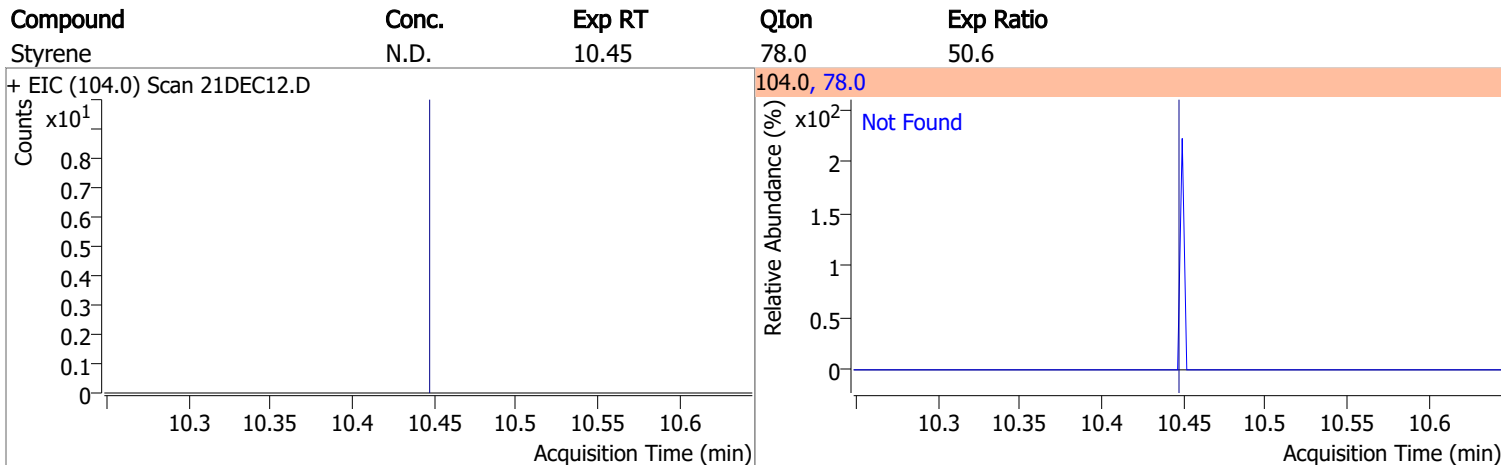 Compound Conc. Exp RT QIon Exp Ratio
Styrene N.D. 10.45 78.0 50.6
+ EIC (104.0) Scan 21DEC12.D
Counts
x10¹
0.8
0.7
0.6
0.5
0.4
0.3
0.2
0.1
0
10.3 10.35 10.4 10.45 10.5 10.55 10.6
Acquisition Time (min)
104.0, 78.0
Relative Abundance (%)
x10²
Not Found
2
1.5
1
0.5
0
10.3 10.35 10.4 10.45 10.5 10.55 10.6
Acquisition Time (min)